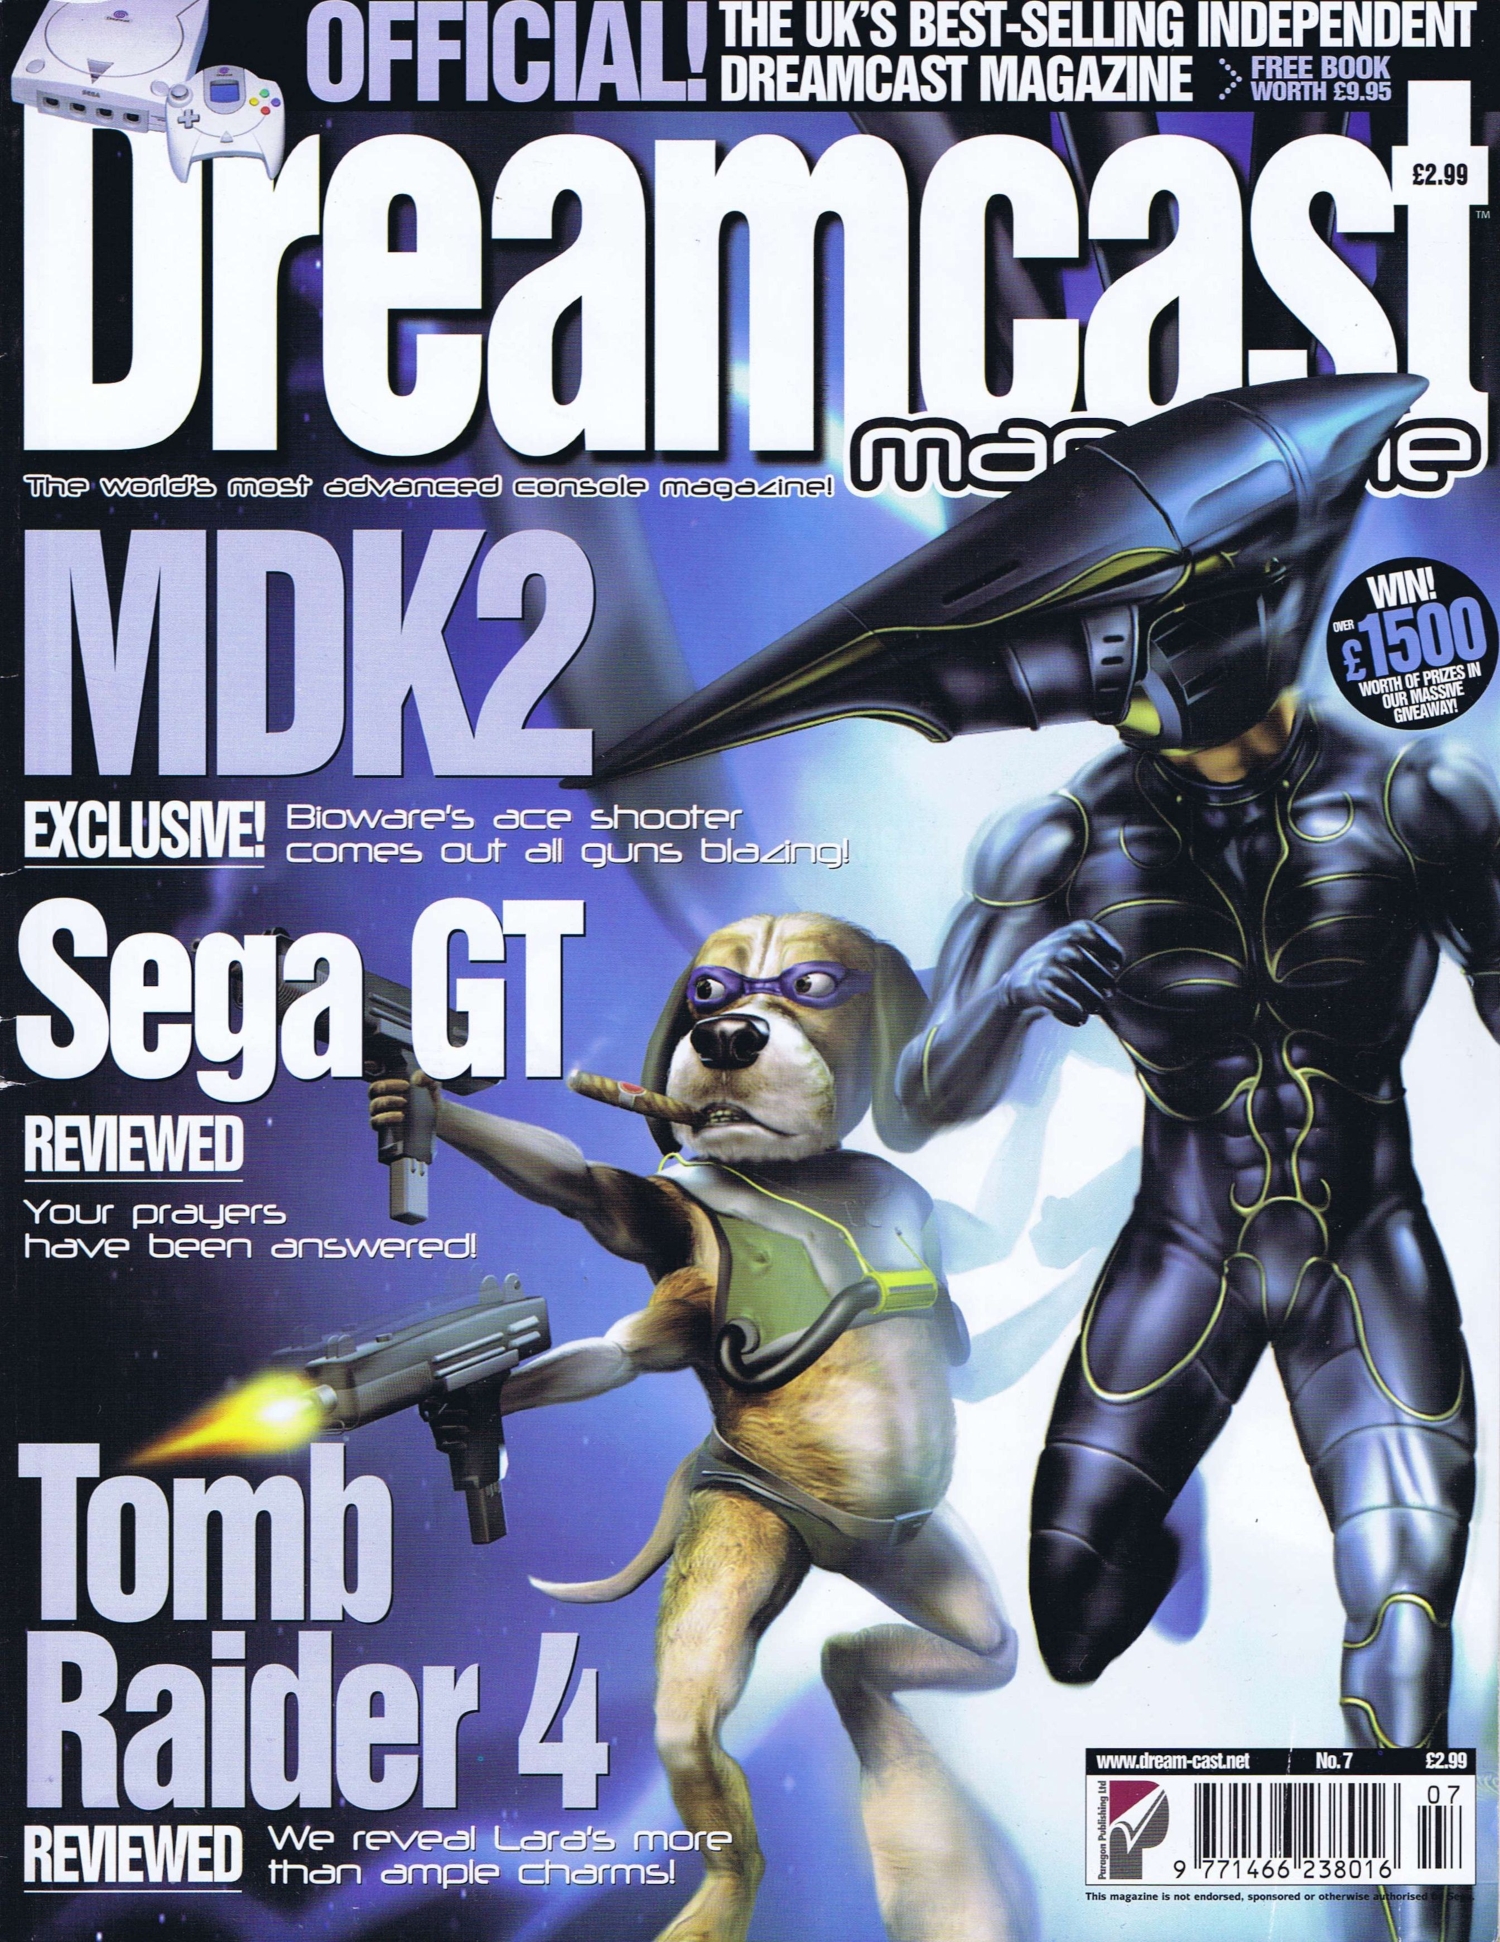 OFFICIAL!
THE UK'S BEST-SELLING INDEPENDENT
DREAMCAST MAGAZINE
FREE BOOK
WORTH £9.95
Dreamcast
£2.99
TM
The world's most advanced console magazine!
MDK2
WIN!
OVER
£1500
WORTH OF PRIZES IN
OUR MASSIVE
GIVEAWAY!
EXCLUSIVE!
Bioware's ace shooter
comes out all guns blazing!
Sega GT
REVIEWED
Your prayers
have been answered!
Tomb
Raider 4
REVIEWED
We reveal Lara's more
than ample charms!
www.dream-cast.net No. 7 £2.99
Paragon Publishing Ltd
07
9 771466 238016
This magazine is not endorsed, sponsored or otherwise authorised by Sega.